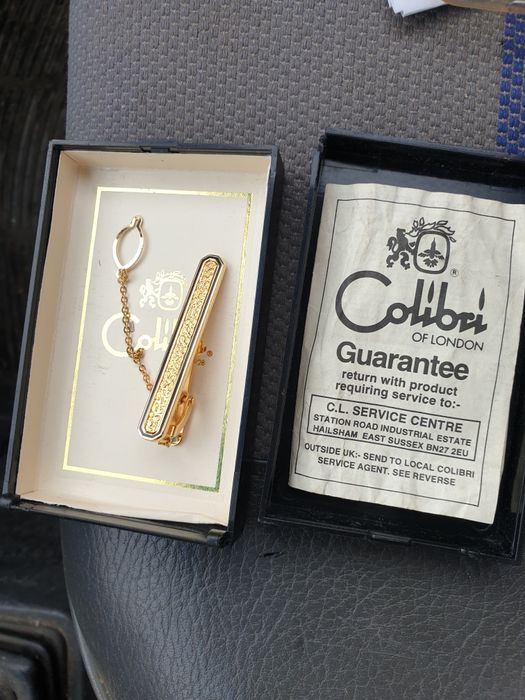 Colibri
®
OF LONDON
Guarantee
return with product
requiring service to:-
C.L. SERVICE CENTRE
STATION ROAD INDUSTRIAL ESTATE
HAILSHAM EAST SUSSEX BN27 2EU
OUTSIDE UK:- SEND TO LOCAL COLIBRI
SERVICE AGENT. SEE REVERSE